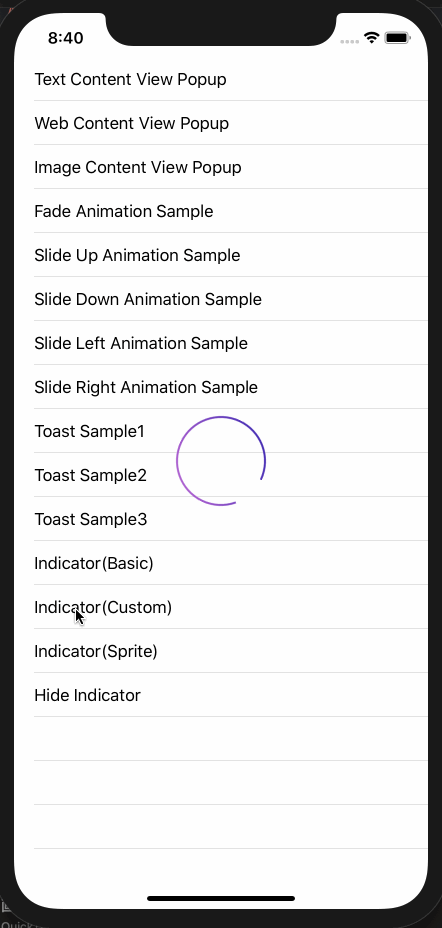 8:40
Text Content View Popup
Web Content View Popup
Image Content View Popup
Fade Animation Sample
Slide Up Animation Sample
Slide Down Animation Sample
Slide Left Animation Sample
Slide Right Animation Sample
Toast Sample1
Toast Sample2
Toast Sample3
Indicator(Basic)
Indicator(Custom)
Indicator(Sprite)
Hide Indicator